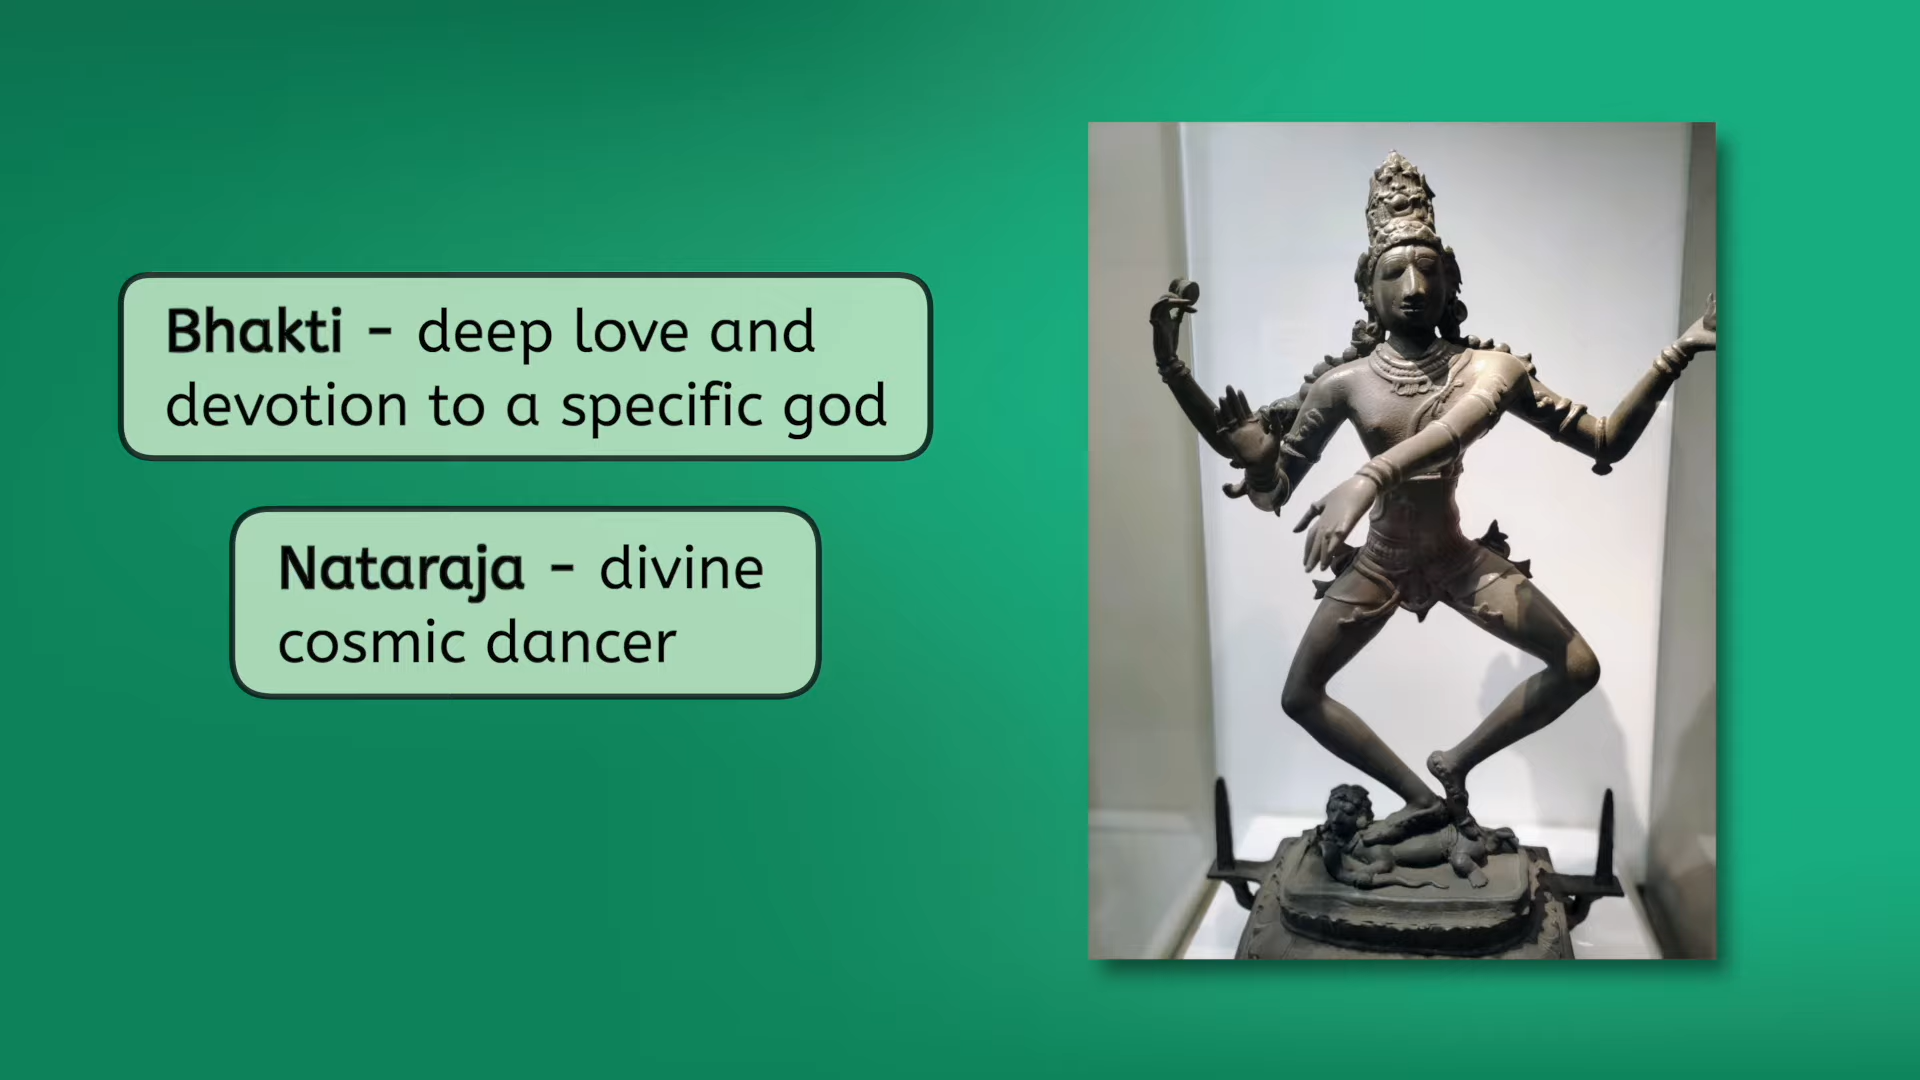 Bhakti - deep love and
devotion to a specific god
Nataraja - divine
cosmic dancer